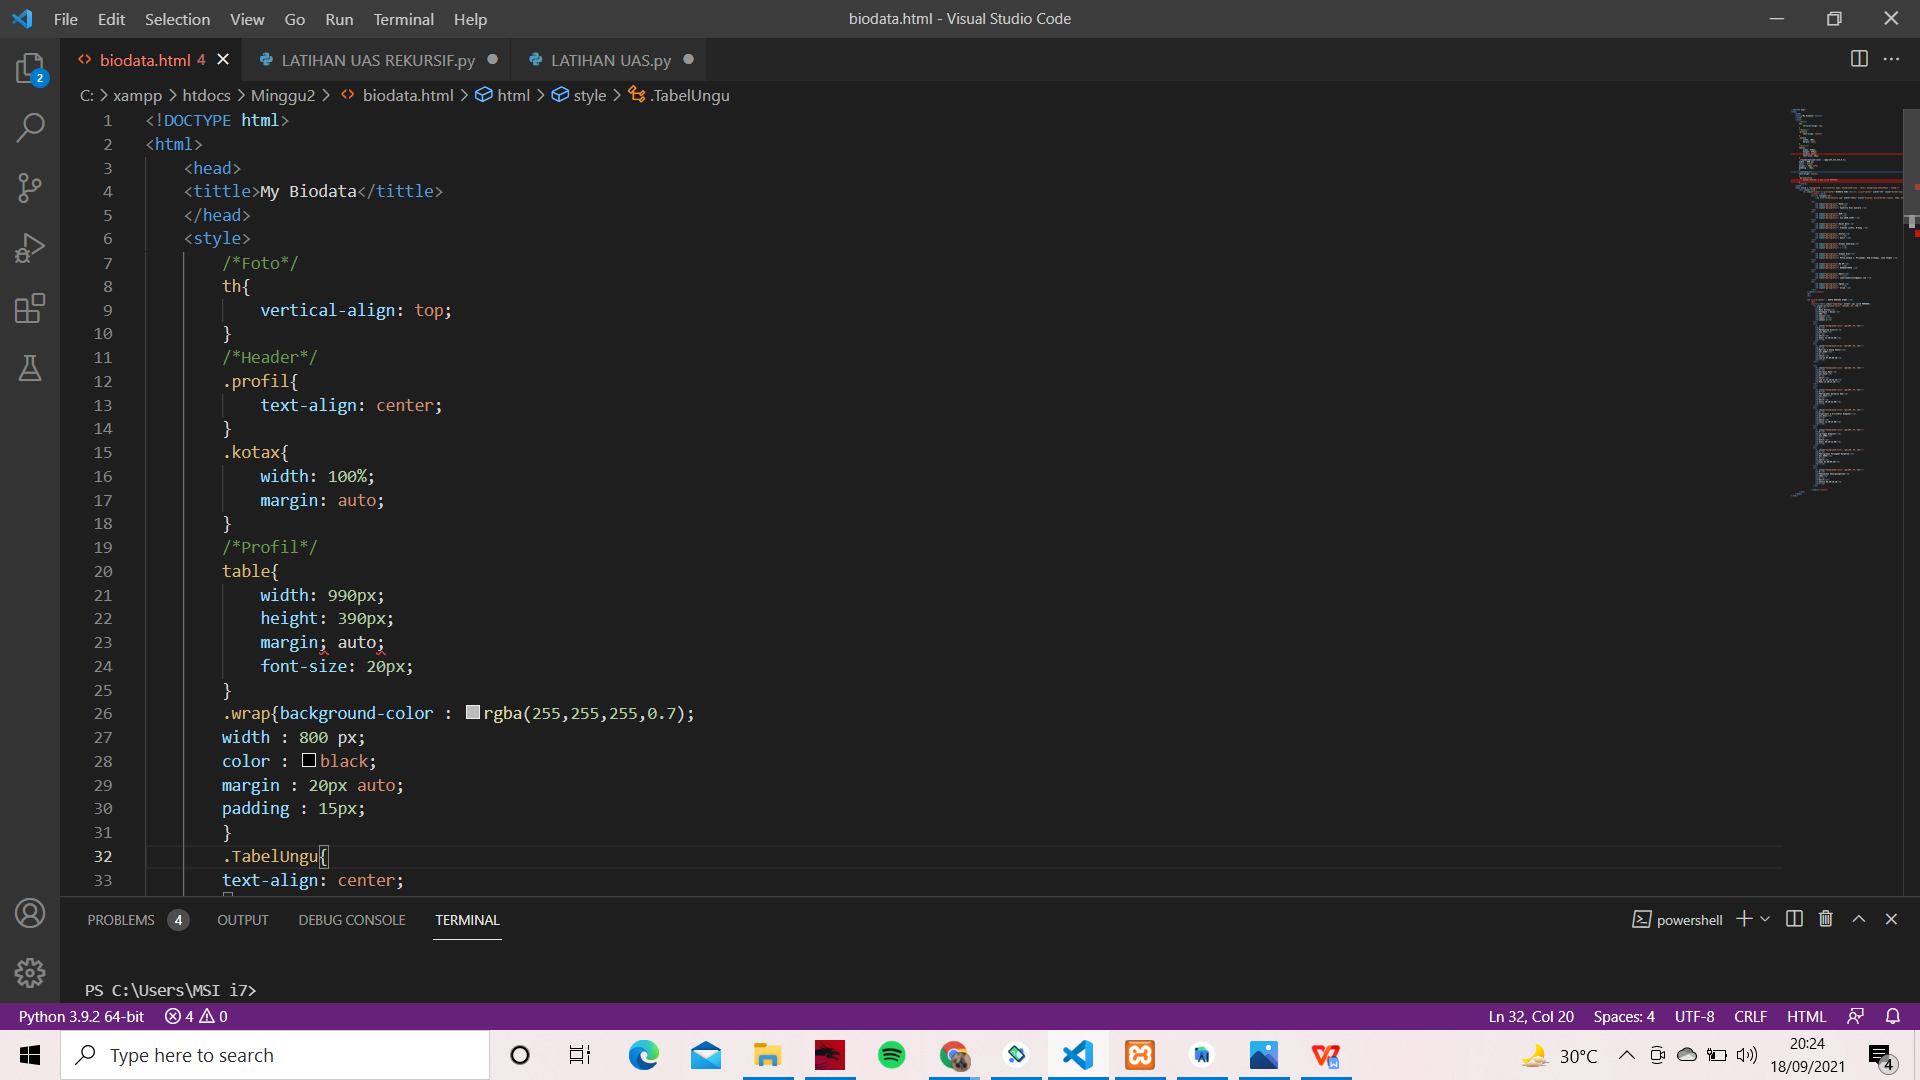 File Edit Selection View Go Run Terminal Help
biodata.html - Visual Studio Code
biodata.html 4
LATIHAN UAS REKURSIF.py
LATIHAN UAS.py
2
C: > xampp > htdocs > Minggu2 > biodata.html > html > style > .TabelUngu
1 <!DOCTYPE html>
2 <html>
3 <head>
4 <tittle>My Biodata</tittle>
5 </head>
6 <style>
7 /*Foto*/
8 th{
9 vertical-align: top;
10 }
11 /*Header*/
12 .profil{
13 text-align: center;
14 }
15 .kotax{
16 width: 100%;
17 margin: auto;
18 }
19 /*Profil*/
20 table{
21 width: 990px;
22 height: 390px;
23 margin; auto;
24 font-size: 20px;
25 }
26 .wrap{background-color : rgba(255,255,255,0.7);
27 width : 800 px;
28 color : black;
29 margin : 20px auto;
30 padding : 15px;
31 }
32 .TabelUngu{
33 text-align: center;
PROBLEMS 4 OUTPUT DEBUG CONSOLE TERMINAL
powershell
PS C:\Users\MSI i7>
Python 3.9.2 64-bit 4 0
Ln 32, Col 20 Spaces: 4 UTF-8 CRLF HTML
Type here to search
30°C
20:24
18/09/2021
4